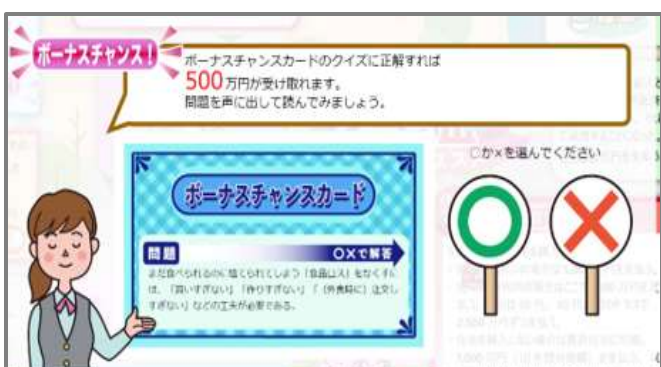 ボーナスチャンス!
ボーナスチャンスカードのクイズに正解すれば
500万円が受け取れます。
問題を声に出して読んでみましょう。
○か×を選んでください
ボーナスチャンスカード
問題
○×で解答
まだ食べられるのに捨てられてしまう「食品ロス」をなくすに
は、「買いすぎない」「作りすぎない」「(外食時に)注文し
すぎない」などの工夫が必要である。